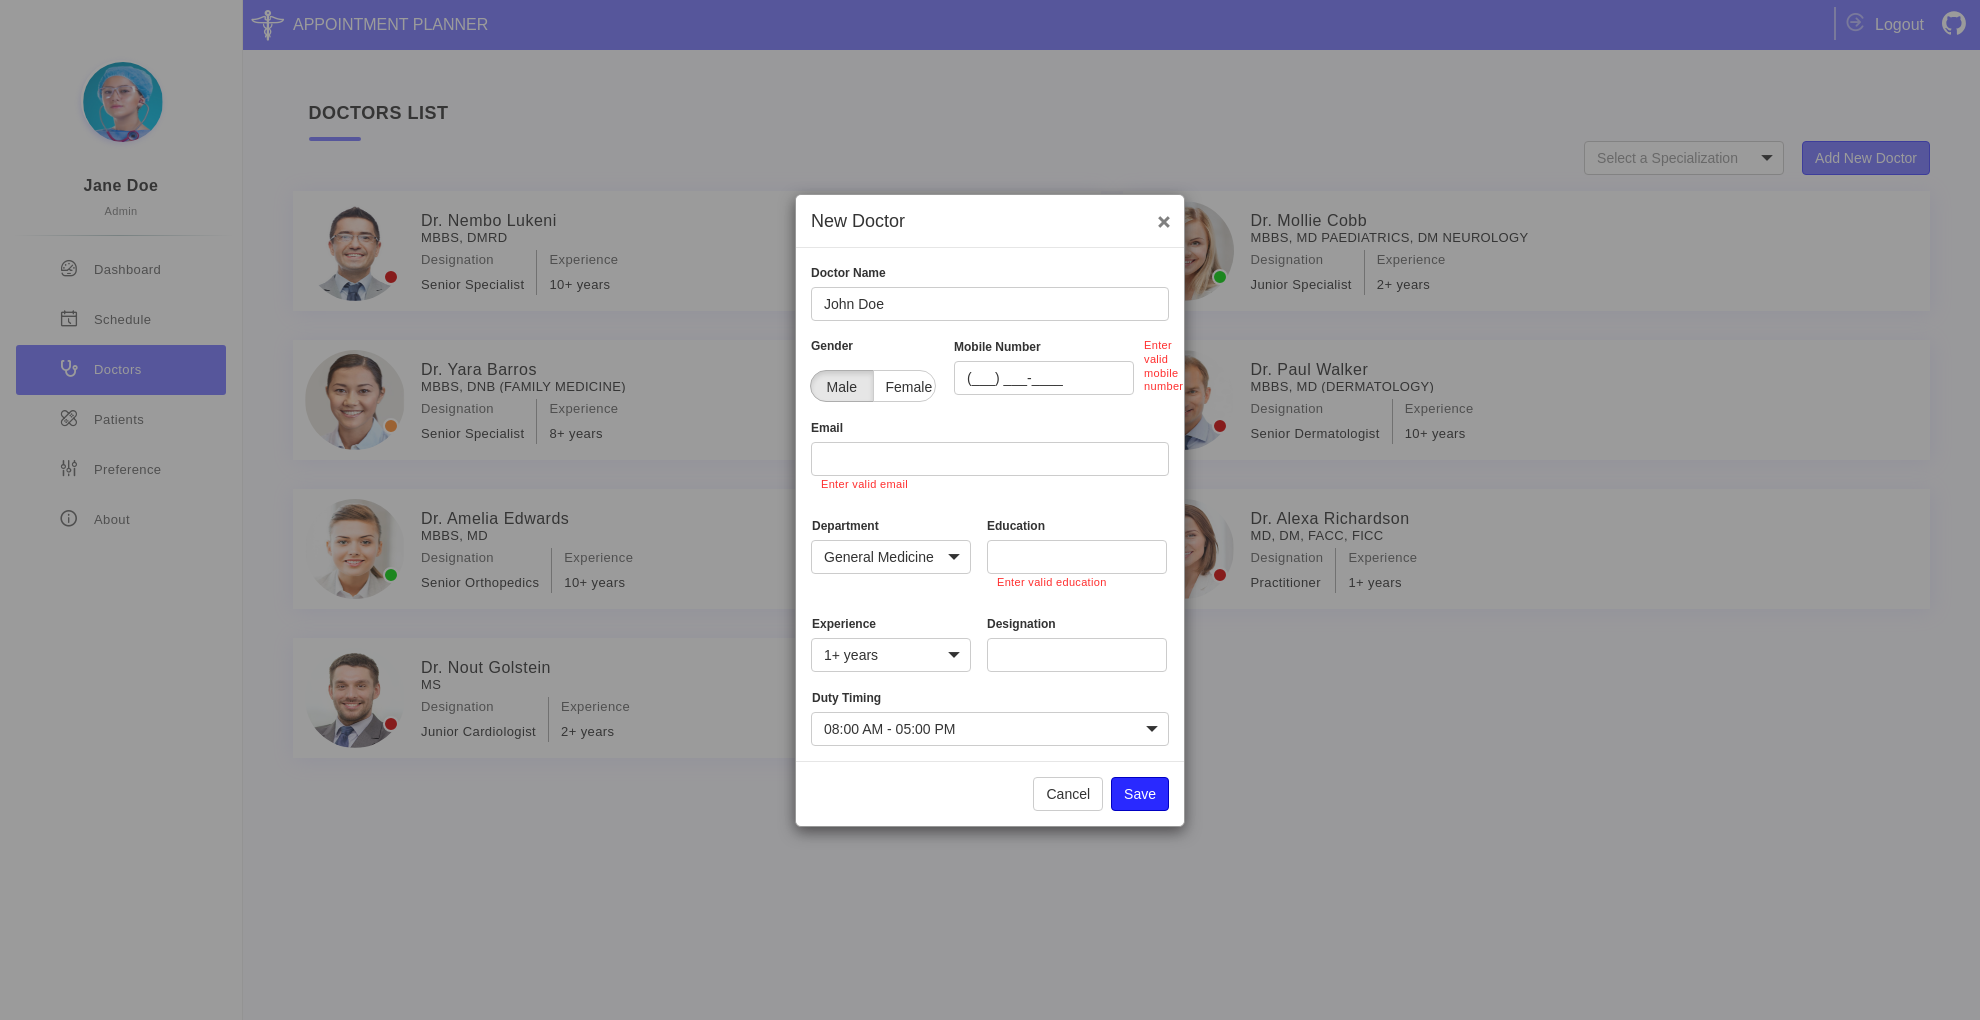 APPOINTMENT PLANNER
Logout
Jane Doe
Admin
Dashboard
Schedule
Doctors
Patients
Preference
About
DOCTORS LIST
Select a Specialization
Add New Doctor
Dr. Nembo Lukeni
MBBS, DMRD
Designation Experience
Senior Specialist 10+ years
Dr. Mollie Cobb
MBBS, MD PAEDIATRICS, DM NEUROLOGY
Designation Experience
Junior Specialist 2+ years
Dr. Yara Barros
MBBS, DNB (FAMILY MEDICINE)
Designation Experience
Senior Specialist 8+ years
Dr. Paul Walker
MBBS, MD (DERMATOLOGY)
Designation Experience
Senior Dermatologist 10+ years
Dr. Amelia Edwards
MBBS, MD
Designation Experience
Senior Orthopedics 10+ years
Dr. Alexa Richardson
MD, DM, FACC, FICC
Designation Experience
Practitioner 1+ years
Dr. Nout Golstein
MS
Designation Experience
Junior Cardiologist 2+ years
New Doctor
Doctor Name
John Doe
Gender
Male Female
Mobile Number
(___) ___-____
Enter
valid
mobile
number
Email
Enter valid email
Department
General Medicine
Education
Enter valid education
Experience
1+ years
Designation
Duty Timing
08:00 AM - 05:00 PM
Cancel Save